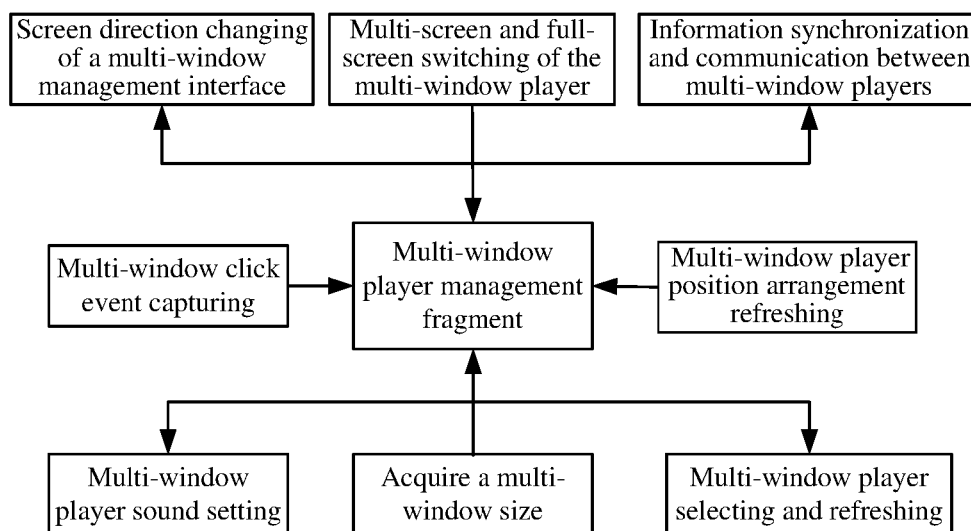 Screen direction changing
of a multi-window
management interface
Multi-screen and full-
screen switching of the
multi-window player
Information synchronization
and communication between
multi-window players
Multi-window click
event capturing
Multi-window
player management
fragment
Multi-window player
position arrangement
refreshing
Multi-window
player sound setting
Acquire a multi-
window size
Multi-window player
selecting and refreshing